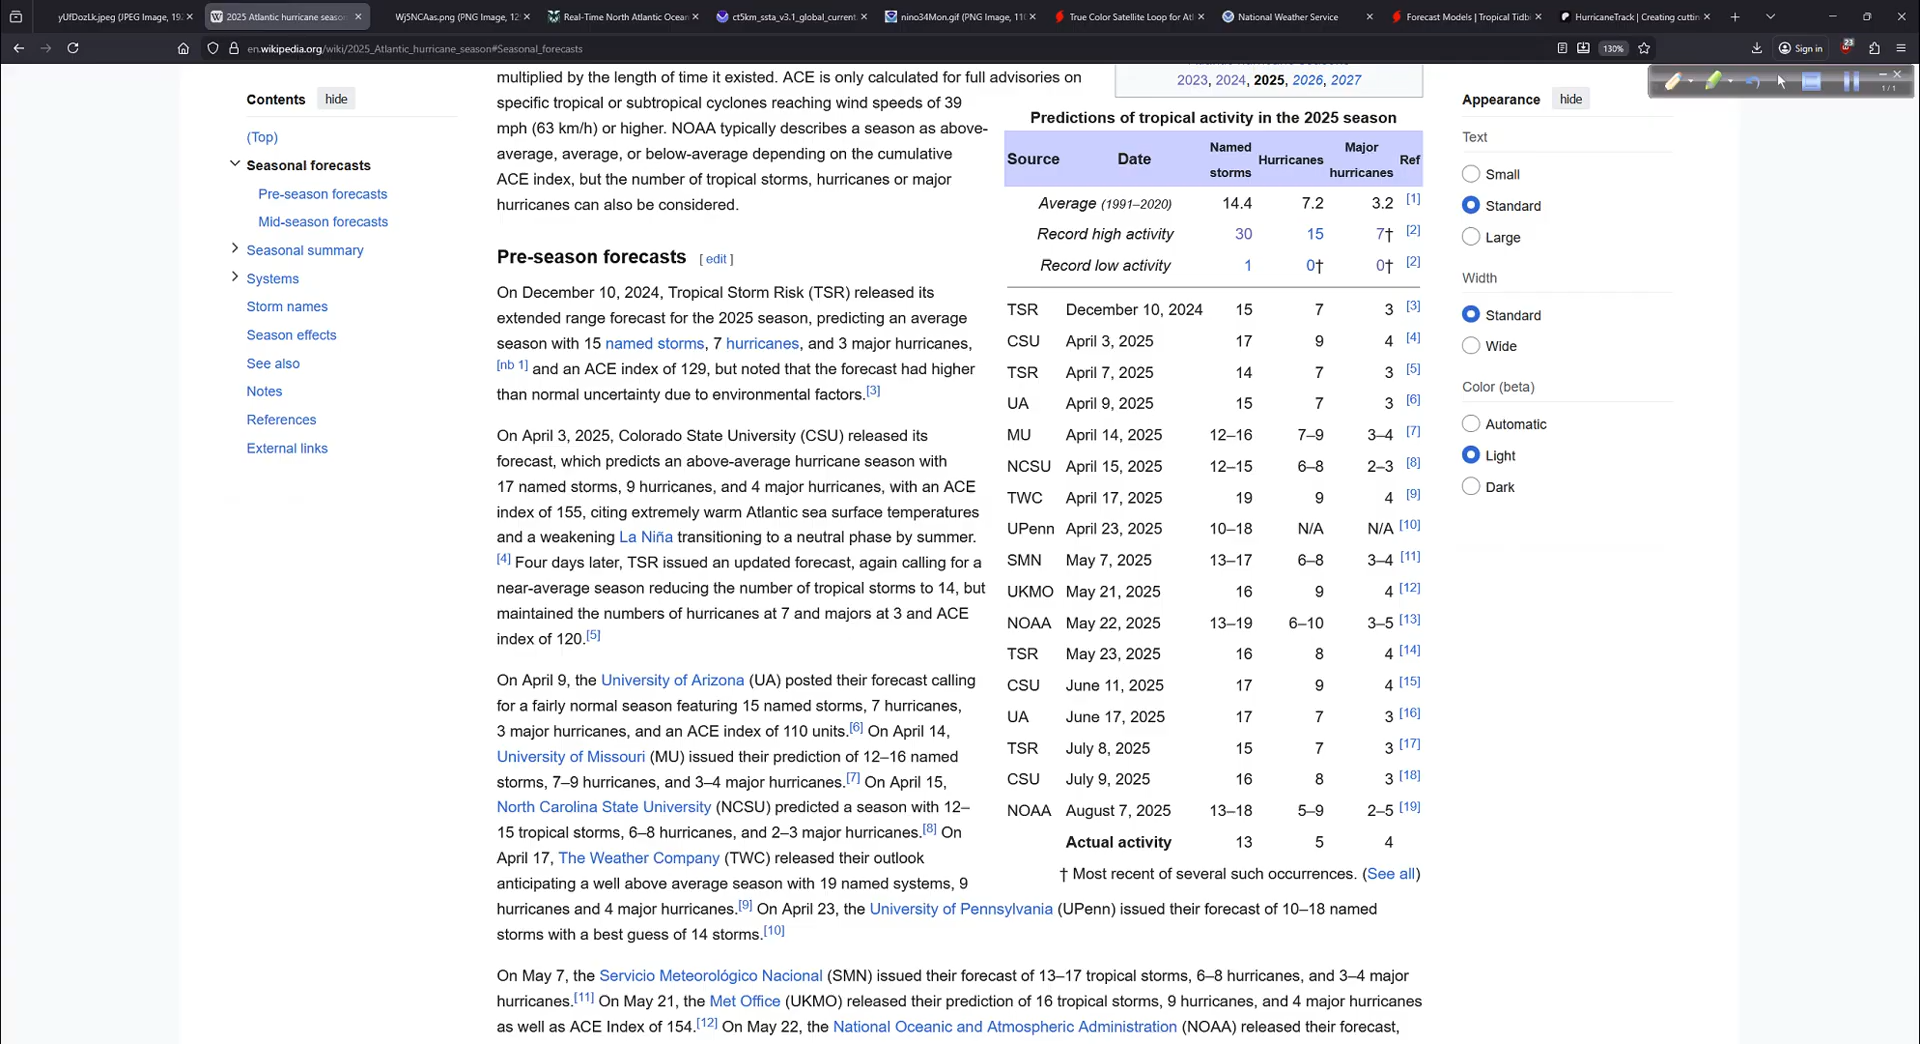 yUfDozLk.jpeg (JPEG Image, 19
2025 Atlantic hurricane seaso
Wj5NCAas.png (PNG Image, 12
Real-Time North Atlantic Ocea
ct5km_ssta_v3.1_global_current
nino34Mon.gif (PNG Image, 11
True Color Satellite Loop for At
National Weather Service
Forecast Models | Tropical Tidb
HurricaneTrack | Creating cuttin
en.wikipedia.org/wiki/2025_Atlantic_hurricane_season#Seasonal_forecasts
130%
Sign in
23
1/1
Contents
hide
(Top)
Seasonal forecasts
Pre-season forecasts
Mid-season forecasts
Seasonal summary
Systems
Storm names
Season effects
See also
Notes
References
External links
multiplied by the length of time it existed. ACE is only calculated for full advisories on
specific tropical or subtropical cyclones reaching wind speeds of 39
mph (63 km/h) or higher. NOAA typically describes a season as above-
average, average, or below-average depending on the cumulative
ACE index, but the number of tropical storms, hurricanes or major
hurricanes can also be considered.
Pre-season forecasts [ edit ]
On December 10, 2024, Tropical Storm Risk (TSR) released its
extended range forecast for the 2025 season, predicting an average
season with 15 named storms, 7 hurricanes, and 3 major hurricanes,
[nb 1] and an ACE index of 129, but noted that the forecast had higher
than normal uncertainty due to environmental factors.[3]
On April 3, 2025, Colorado State University (CSU) released its
forecast, which predicts an above-average hurricane season with
17 named storms, 9 hurricanes, and 4 major hurricanes, with an ACE
index of 155, citing extremely warm Atlantic sea surface temperatures
and a weakening La Niña transitioning to a neutral phase by summer.
[4] Four days later, TSR issued an updated forecast, again calling for a
near-average season reducing the number of tropical storms to 14, but
maintained the numbers of hurricanes at 7 and majors at 3 and ACE
index of 120.[5]
On April 9, the University of Arizona (UA) posted their forecast calling
for a fairly normal season featuring 15 named storms, 7 hurricanes,
3 major hurricanes, and an ACE index of 110 units.[6] On April 14,
University of Missouri (MU) issued their prediction of 12–16 named
storms, 7–9 hurricanes, and 3–4 major hurricanes.[7] On April 15,
North Carolina State University (NCSU) predicted a season with 12–
15 tropical storms, 6–8 hurricanes, and 2–3 major hurricanes.[8] On
April 17, The Weather Company (TWC) released their outlook
anticipating a well above average season with 19 named systems, 9
hurricanes and 4 major hurricanes.[9] On April 23, the University of Pennsylvania (UPenn) issued their forecast of 10–18 named
storms with a best guess of 14 storms.[10]
On May 7, the Servicio Meteorológico Nacional (SMN) issued their forecast of 13–17 tropical storms, 6–8 hurricanes, and 3–4 major
hurricanes.[11] On May 21, the Met Office (UKMO) released their prediction of 16 tropical storms, 9 hurricanes, and 4 major hurricanes
as well as ACE Index of 154.[12] On May 22, the National Oceanic and Atmospheric Administration (NOAA) released their forecast,
2023, 2024, 2025, 2026, 2027
Predictions of tropical activity in the 2025 season
Source Date Named storms Hurricanes Major hurricanes Ref
Average (1991–2020) 14.4 7.2 3.2 [1]
Record high activity 30 15 7† [2]
Record low activity 1 0† 0† [2]
TSR December 10, 2024 15 7 3 [3]
CSU April 3, 2025 17 9 4 [4]
TSR April 7, 2025 14 7 3 [5]
UA April 9, 2025 15 7 3 [6]
MU April 14, 2025 12–16 7–9 3–4 [7]
NCSU April 15, 2025 12–15 6–8 2–3 [8]
TWC April 17, 2025 19 9 4 [9]
UPenn April 23, 2025 10–18 N/A N/A [10]
SMN May 7, 2025 13–17 6–8 3–4 [11]
UKMO May 21, 2025 16 9 4 [12]
NOAA May 22, 2025 13–19 6–10 3–5 [13]
TSR May 23, 2025 16 8 4 [14]
CSU June 11, 2025 17 9 4 [15]
UA June 17, 2025 17 7 3 [16]
TSR July 8, 2025 15 7 3 [17]
CSU July 9, 2025 16 8 3 [18]
NOAA August 7, 2025 13–18 5–9 2–5 [19]
Actual activity 13 5 4
† Most recent of several such occurrences. (See all)
Appearance
hide
Text
Small
Standard
Large
Width
Standard
Wide
Color (beta)
Automatic
Light
Dark